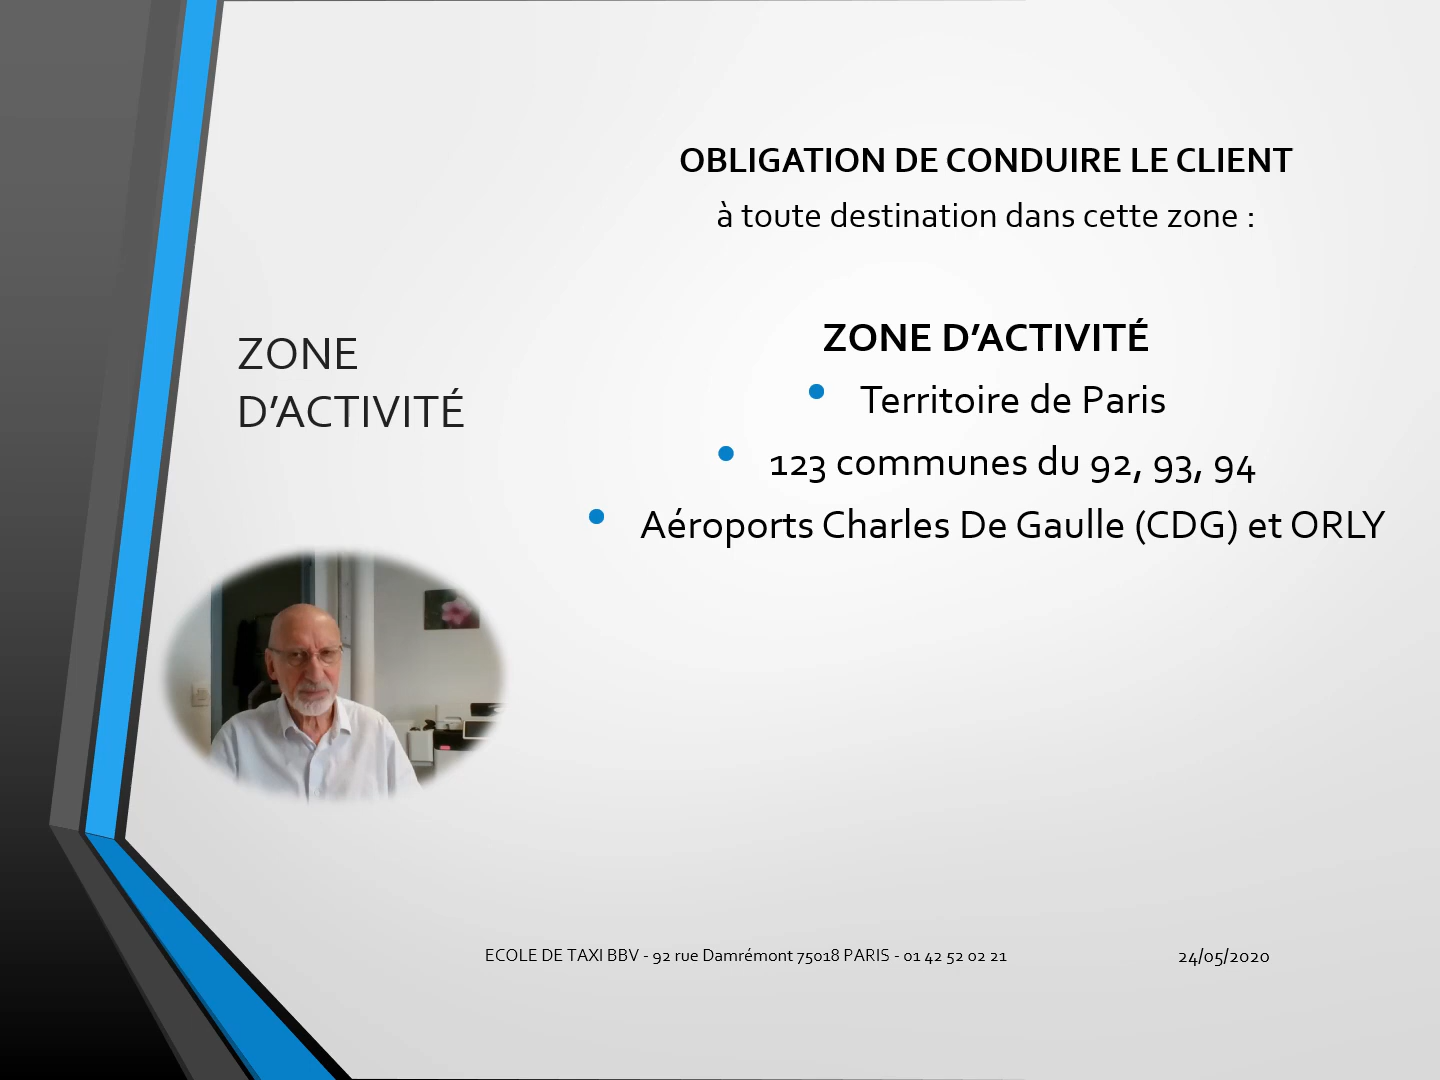 OBLIGATION DE CONDUIRE LE CLIENT
à toute destination dans cette zone :
ZONE
D’ACTIVITÉ
ZONE D’ACTIVITÉ
• Territoire de Paris
• 123 communes du 92, 93, 94
• Aéroports Charles De Gaulle (CDG) et ORLY
ECOLE DE TAXI BBV - 92 rue Damrémont 75018 PARIS - 01 42 52 02 21
24/05/2020